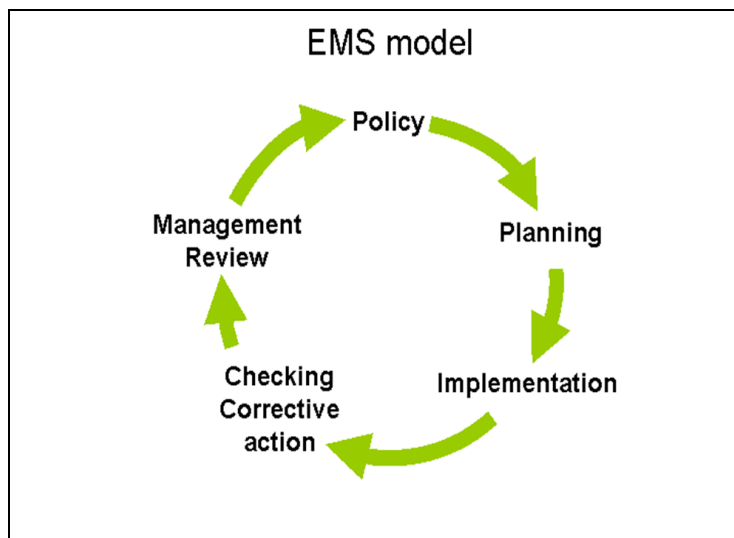 EMS model
Policy
Planning
Implementation
Checking
Corrective
action
Management
Review